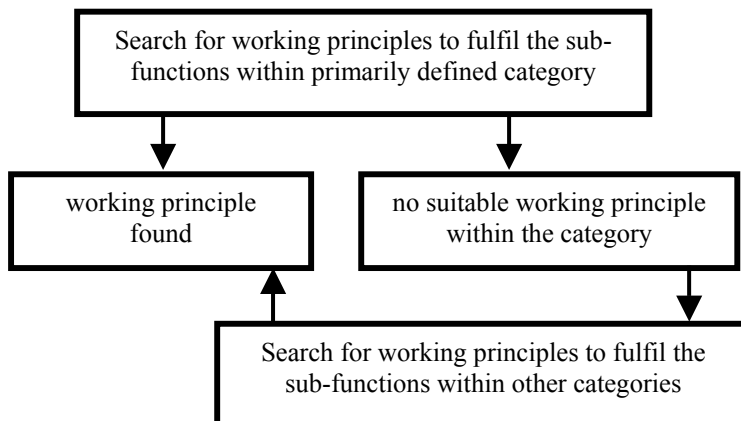 Search for working principles to fulfil the sub-
functions within primarily defined category
working principle
found
no suitable working principle
within the category
Search for working principles to fulfil the
sub-functions within other categories